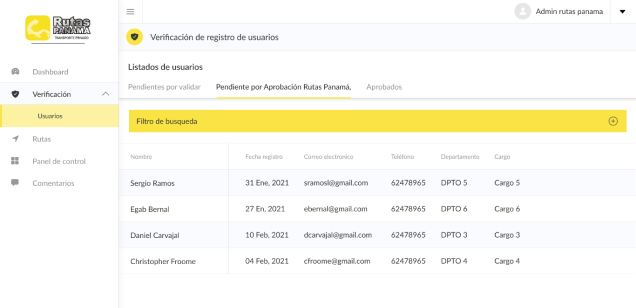 Rutas
PANAMÁ
TRANSPORTE PRIVADO
Admin rutas panama
Verificación de registro de usuarios
Dashboard
Verificación
Usuarios
Rutas
Panel de control
Comentarios
Listados de usuarios
Pendientes por validar Pendiente por Aprobación Rutas Panamá, Aprobados
Filtro de busqueda
Nombre Fecha registro Correo electronico Teléfono Departamento Cargo
Sergio Ramos 31 Ene, 2021 sramosl@gmail.com 62478965 DPTO 5 Cargo 5
Egab Bernal 27 En, 2021 ebernal@gmail.com 62478965 DPTO 6 Cargo 6
Daniel Carvajal 10 Feb, 2021 dcarvajal@gmail.com 62478965 DPTO 3 Cargo 3
Christopher Froome 04 Feb, 2021 cfroome@gmail.com 62478965 DPTO 4 Cargo 4